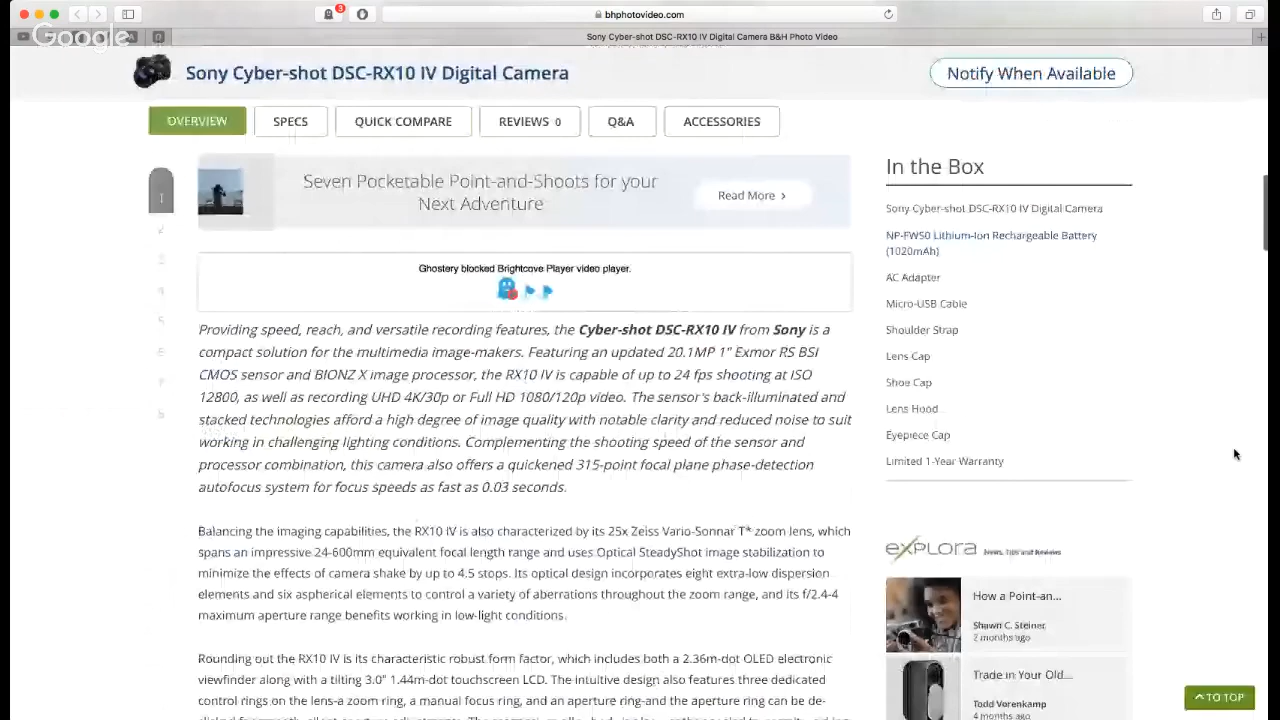 3
bhphotovideo.com
Google
Sony Cyber-shot DSC-RX10 IV Digital Camera B&H Photo Video
Sony Cyber-shot DSC-RX10 IV Digital Camera
Notify When Available
OVERVIEW
SPECS
QUICK COMPARE
REVIEWS 0
Q&A
ACCESSORIES
1
2
3
4
5
6
7
8
Seven Pocketable Point-and-Shoots for your
Next Adventure
Read More >
Ghostery blocked Brightcove Player video player.
Providing speed, reach, and versatile recording features, the Cyber-shot DSC-RX10 IV from Sony is a
compact solution for the multimedia image-makers. Featuring an updated 20.1MP 1" Exmor RS BSI
CMOS sensor and BIONZ X image processor, the RX10 IV is capable of up to 24 fps shooting at ISO
12800, as well as recording UHD 4K/30p or Full HD 1080/120p video. The sensor's back-illuminated and
stacked technologies afford a high degree of image quality with notable clarity and reduced noise to suit
working in challenging lighting conditions. Complementing the shooting speed of the sensor and
processor combination, this camera also offers a quickened 315-point focal plane phase-detection
autofocus system for focus speeds as fast as 0.03 seconds.
Balancing the imaging capabilities, the RX10 IV is also characterized by its 25x Zeiss Vario-Sonnar T* zoom lens, which
spans an impressive 24-600mm equivalent focal length range and uses Optical SteadyShot image stabilization to
minimize the effects of camera shake by up to 4.5 stops. Its optical design incorporates eight extra-low dispersion
elements and six aspherical elements to control a variety of aberrations throughout the zoom range, and its f/2.4-4
maximum aperture range benefits working in low-light conditions.
Rounding out the RX10 IV is its characteristic robust form factor, which includes both a 2.36m-dot OLED electronic
viewfinder along with a tilting 3.0" 1.44m-dot touchscreen LCD. The intuitive design also features three dedicated
control rings on the lens-a zoom ring, a manual focus ring, and an aperture ring-and the aperture ring can be de-
In the Box
Sony Cyber-shot DSC-RX10 IV Digital Camera
NP-FW50 Lithium-Ion Rechargeable Battery
(1020mAh)
AC Adapter
Micro-USB Cable
Shoulder Strap
Lens Cap
Shoe Cap
Lens Hood
Eyepiece Cap
Limited 1-Year Warranty
eXPLORA News, Tips and Reviews
How a Point-an...
Shawn C. Steiner
2 months ago
Trade in Your Old...
Todd Vorenkamp
4 months ago
TO TOP